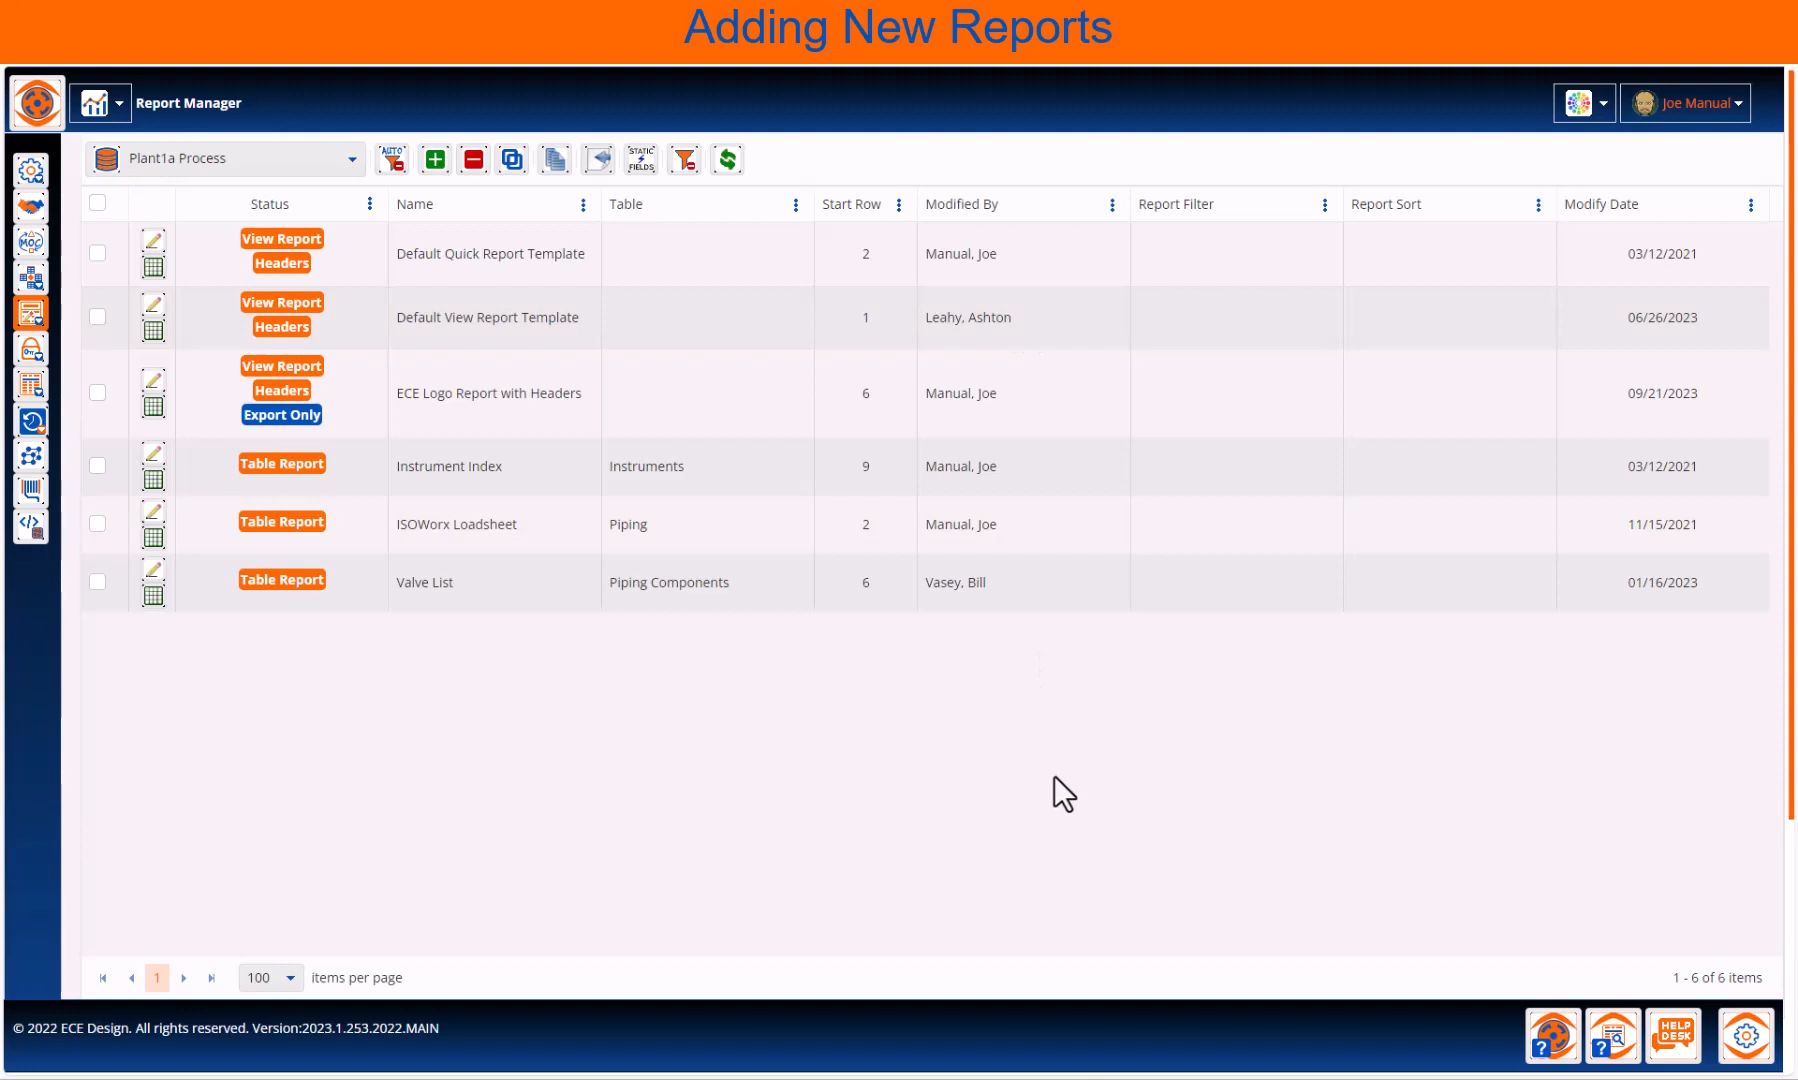 Adding New Reports
Report Manager
Joe Manual
Plant1a Process
AUTO
STATIC
FIELDS
Status Name Table Start Row Modified By Report Filter Report Sort Modify Date
View Report
Headers
Default Quick Report Template 2 Manual, Joe 03/12/2021
View Report
Headers
Default View Report Template 1 Leahy, Ashton 06/26/2023
View Report
Headers
Export Only
ECE Logo Report with Headers 6 Manual, Joe 09/21/2023
Table Report Instrument Index Instruments 9 Manual, Joe 03/12/2021
Table Report ISOWorx Loadsheet Piping 2 Manual, Joe 11/15/2021
Table Report Valve List Piping Components 6 Vasey, Bill 01/16/2023
MOC
</>
1 100 items per page 1 - 6 of 6 items
© 2022 ECE Design. All rights reserved. Version:2023.1.253.2022.MAIN
?
?
HELP
DESK